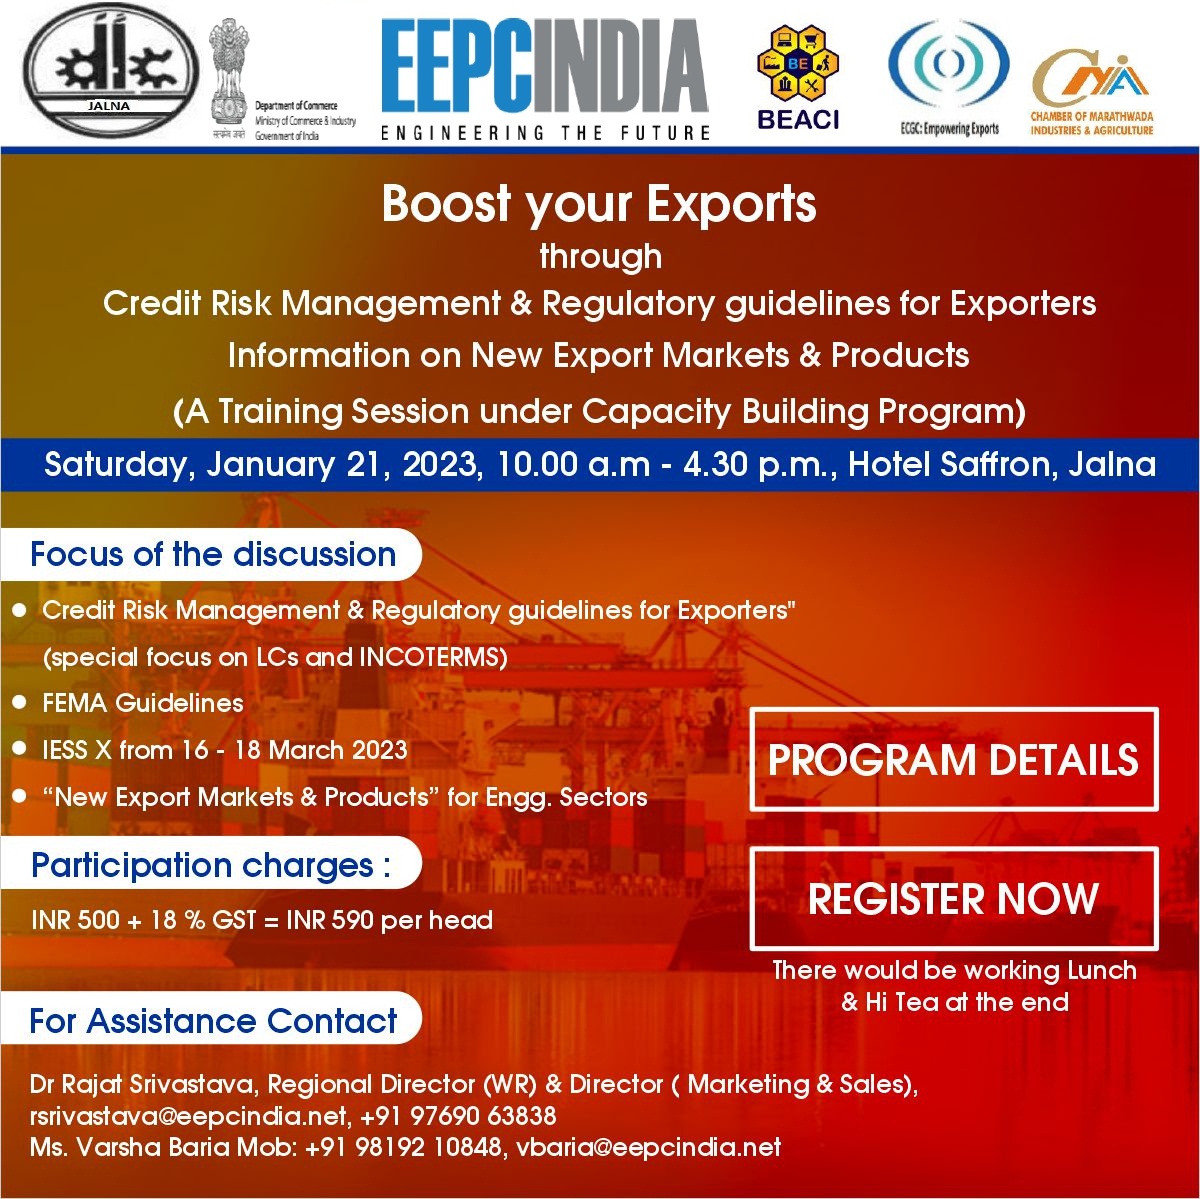 JALNA
सत्यमेव जयते
Department of Commerce
Ministry of Commerce & Industry
Government of India
EEPCINDIA
ENGINEERING THE FUTURE
BE
BEACI
ECGC: Empowering Exports
CMIA
CHAMBER OF MARATHWADA
INDUSTRIES & AGRICULTURE
Boost your Exports
through
Credit Risk Management & Regulatory guidelines for Exporters
Information on New Export Markets & Products
(A Training Session under Capacity Building Program)
Saturday, January 21, 2023, 10.00 a.m - 4.30 p.m., Hotel Saffron, Jalna
Focus of the discussion
• Credit Risk Management & Regulatory guidelines for Exporters"
(special focus on LCs and INCOTERMS)
• FEMA Guidelines
• IESS X from 16 - 18 March 2023
• “New Export Markets & Products” for Engg. Sectors
PROGRAM DETAILS
Participation charges :
INR 500 + 18 % GST = INR 590 per head
REGISTER NOW
There would be working Lunch
& Hi Tea at the end
For Assistance Contact
Dr Rajat Srivastava, Regional Director (WR) & Director ( Marketing & Sales),
rsrivastava@eepcindia.net, +91 97690 63838
Ms. Varsha Baria Mob: +91 98192 10848, vbaria@eepcindia.net